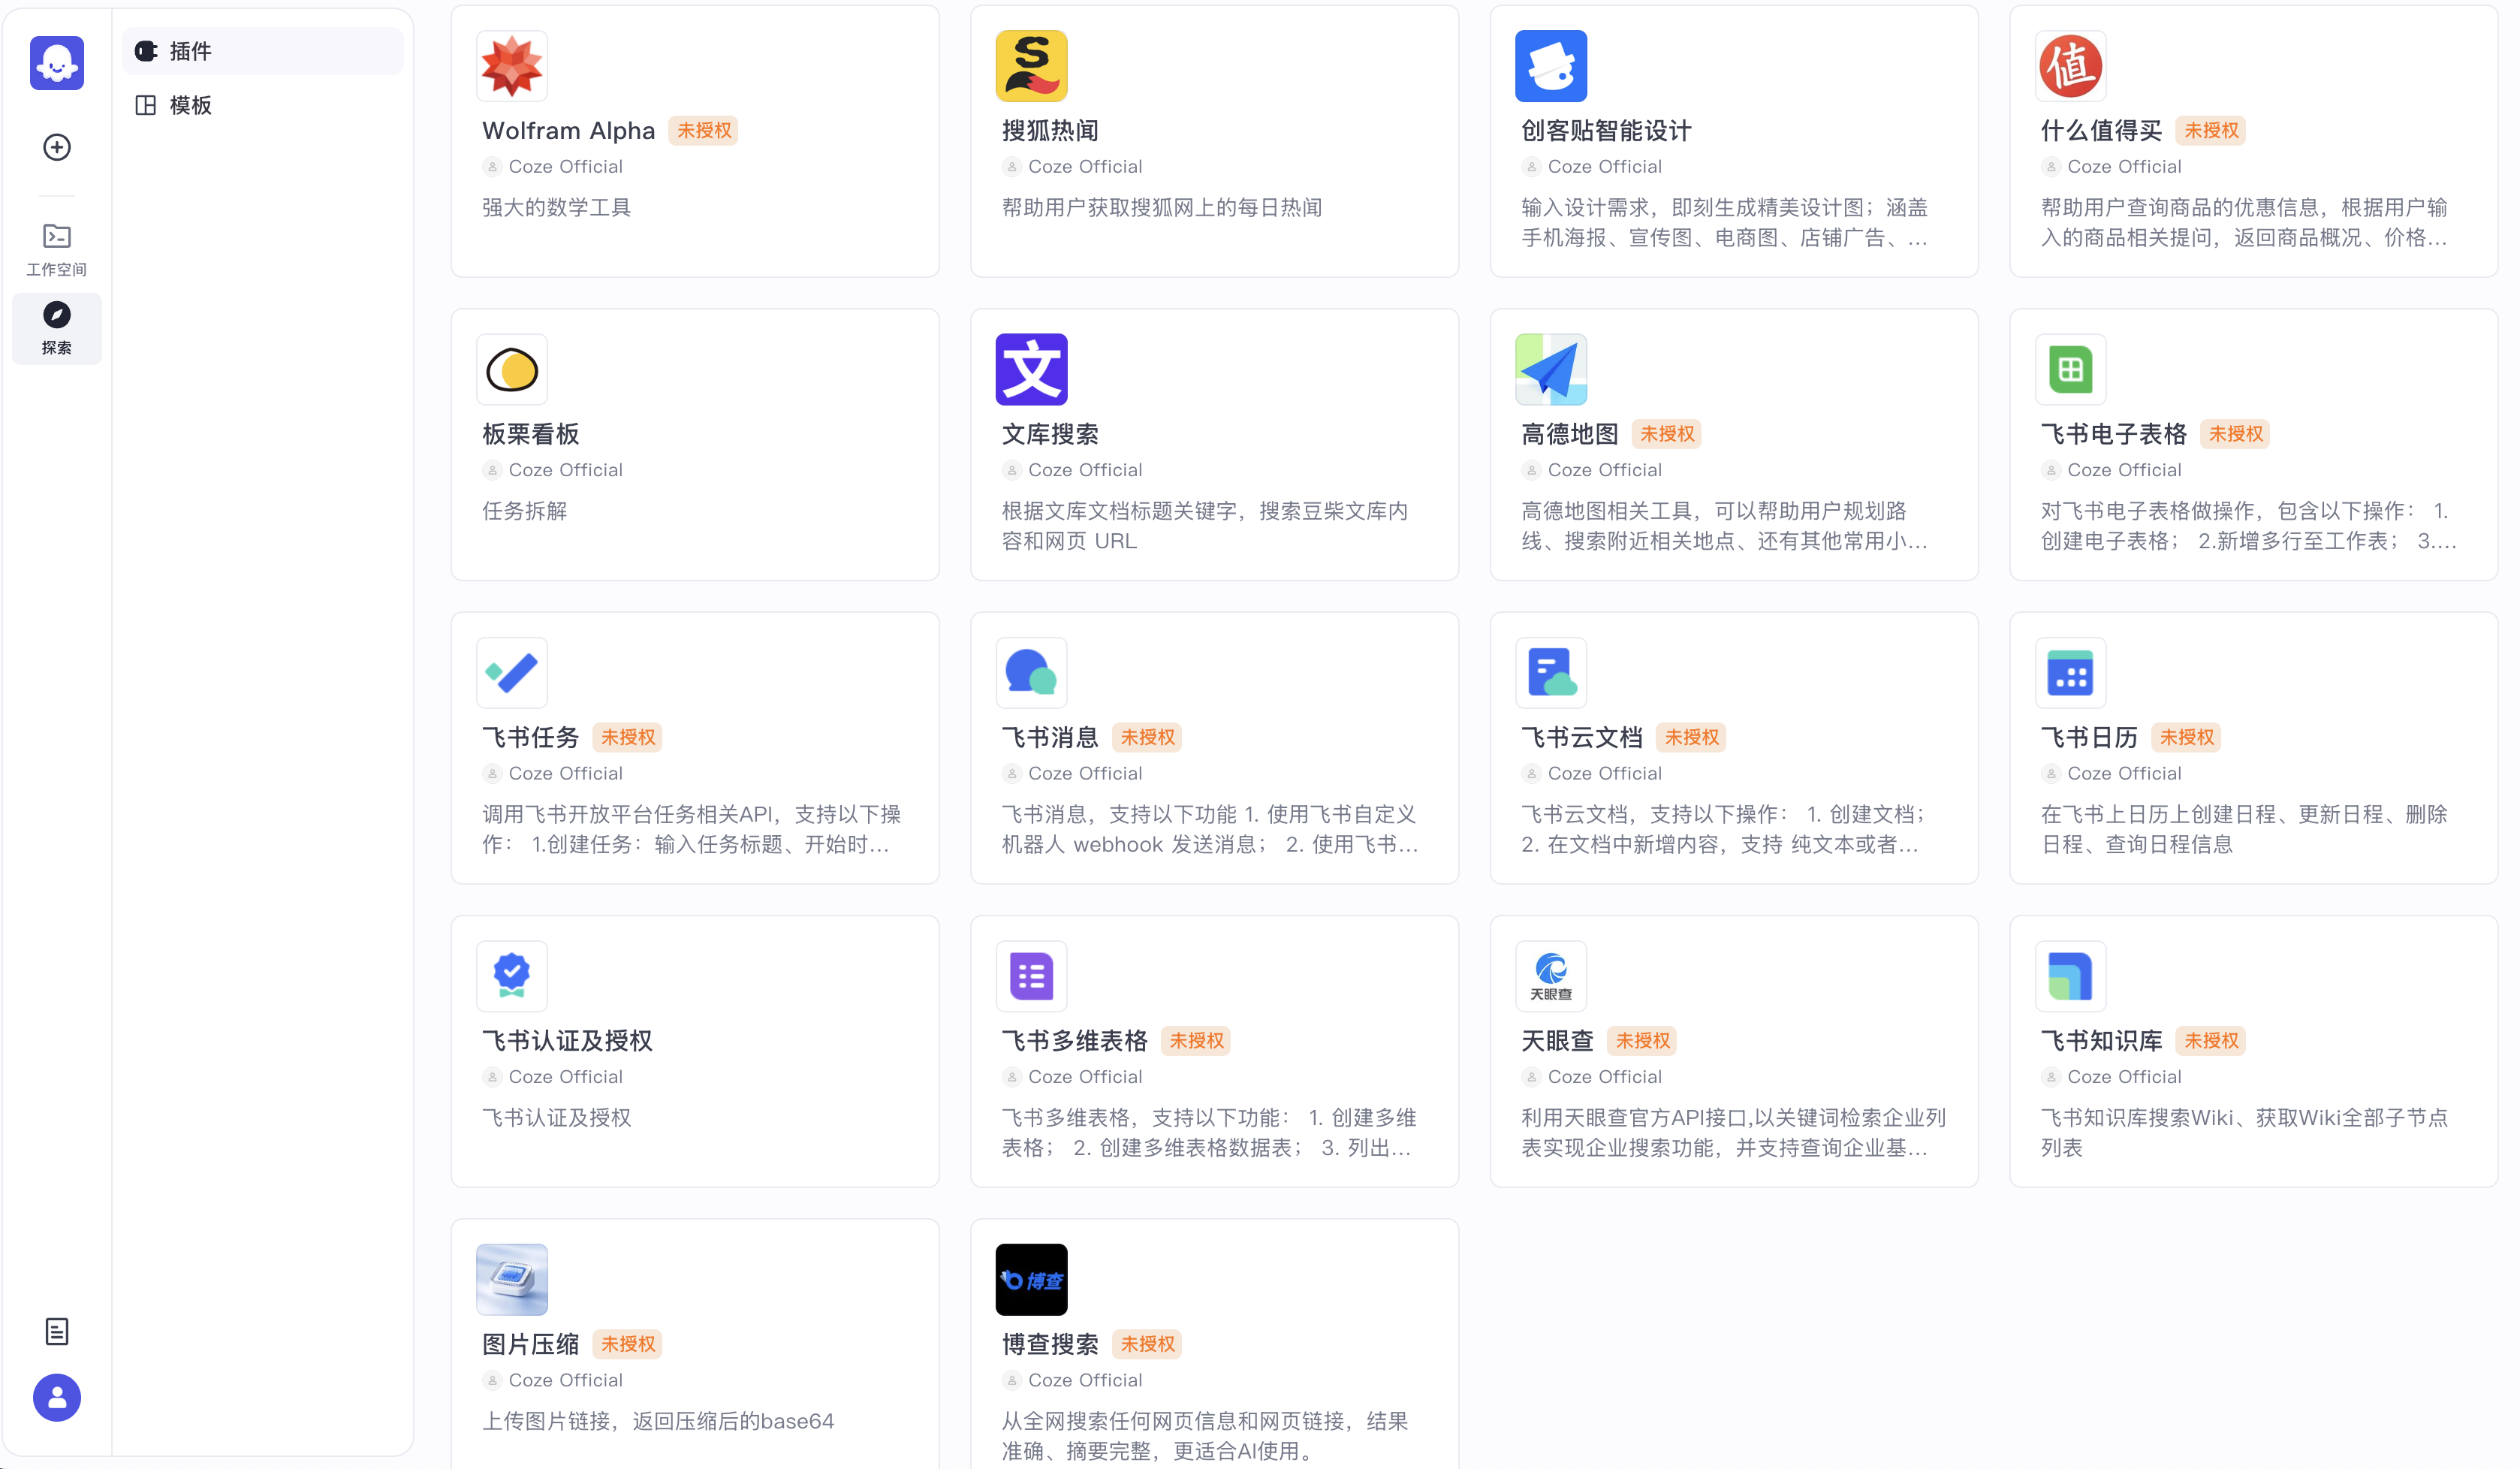 插件
模板
工作空间
探索
值
Wolfram Alpha 未授权
Coze Official
强大的数学工具
搜狐热闻
Coze Official
帮助用户获取搜狐网上的每日热闻
创客贴智能设计
Coze Official
输入设计需求，即刻生成精美设计图；涵盖
手机海报、宣传图、电商图、店铺广告、...
什么值得买 未授权
Coze Official
帮助用户查询商品的优惠信息，根据用户输
入的商品相关提问，返回商品概况、价格...
板栗看板
Coze Official
任务拆解
文
文库搜索
Coze Official
根据文库文档标题关键字，搜索豆柴文库内
容和网页 URL
高德地图 未授权
Coze Official
高德地图相关工具，可以帮助用户规划路
线、搜索附近相关地点、还有其他常用小...
飞书电子表格 未授权
Coze Official
对飞书电子表格做操作，包含以下操作： 1.
创建电子表格； 2.新增多行至工作表； 3....
飞书任务 未授权
Coze Official
调用飞书开放平台任务相关API，支持以下操
作： 1.创建任务：输入任务标题、开始时...
飞书消息 未授权
Coze Official
飞书消息，支持以下功能 1. 使用飞书自定义
机器人 webhook 发送消息； 2. 使用飞书...
飞书云文档 未授权
Coze Official
飞书云文档，支持以下操作： 1. 创建文档；
2. 在文档中新增内容，支持 纯文本或者...
飞书日历 未授权
Coze Official
在飞书上日历上创建日程、更新日程、删除
日程、查询日程信息
飞书认证及授权
Coze Official
飞书认证及授权
飞书多维表格 未授权
Coze Official
飞书多维表格，支持以下功能： 1. 创建多维
表格； 2. 创建多维表格数据表； 3. 列出...
天眼查
天眼查 未授权
Coze Official
利用天眼查官方API接口,以关键词检索企业列
表实现企业搜索功能，并支持查询企业基...
飞书知识库 未授权
Coze Official
飞书知识库搜索Wiki、获取Wiki全部子节点
列表
图片压缩 未授权
Coze Official
上传图片链接，返回压缩后的base64
博查
博查搜索 未授权
Coze Official
从全网搜索任何网页信息和网页链接，结果
准确、摘要完整，更适合AI使用。